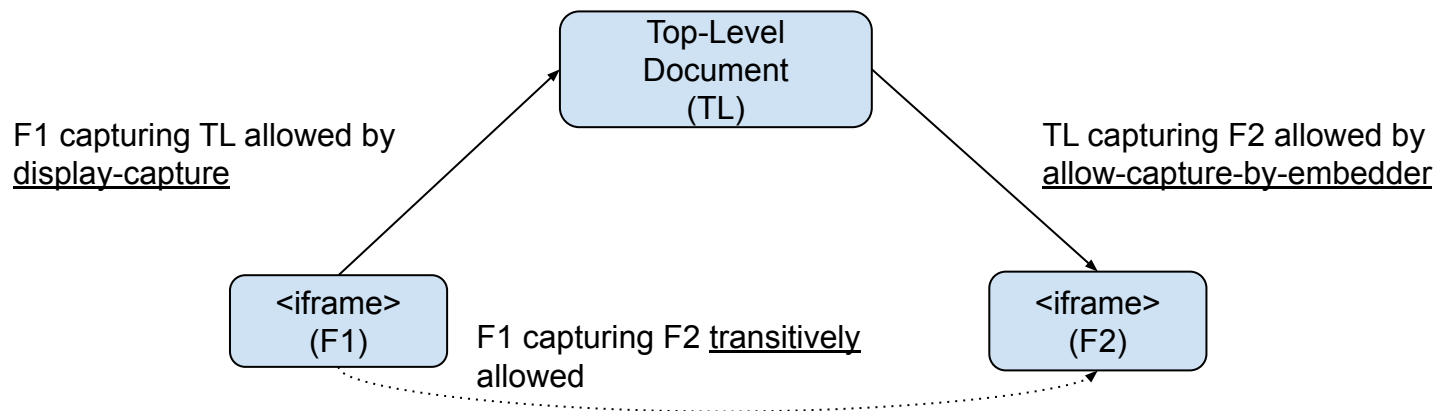 Top-Level
Document
(TL)
F1 capturing TL allowed by
display-capture
TL capturing F2 allowed by
allow-capture-by-embedder
<iframe>
(F1)
F1 capturing F2 transitively
allowed
<iframe>
(F2)